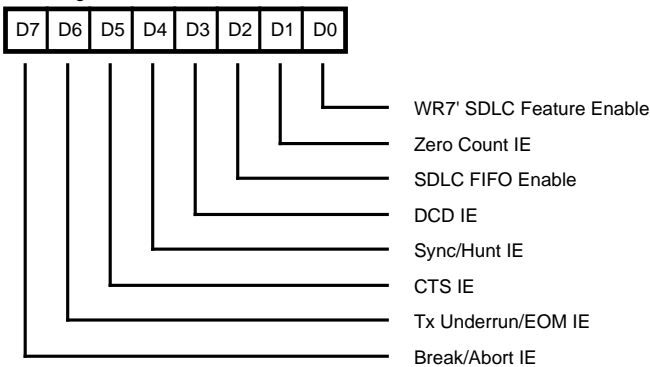 D7 D6 D5 D4 D3 D2 D1 D0
WR7' SDLC Feature Enable
Zero Count IE
SDLC FIFO Enable
DCD IE
Sync/Hunt IE
CTS IE
Tx Underrun/EOM IE
Break/Abort IE